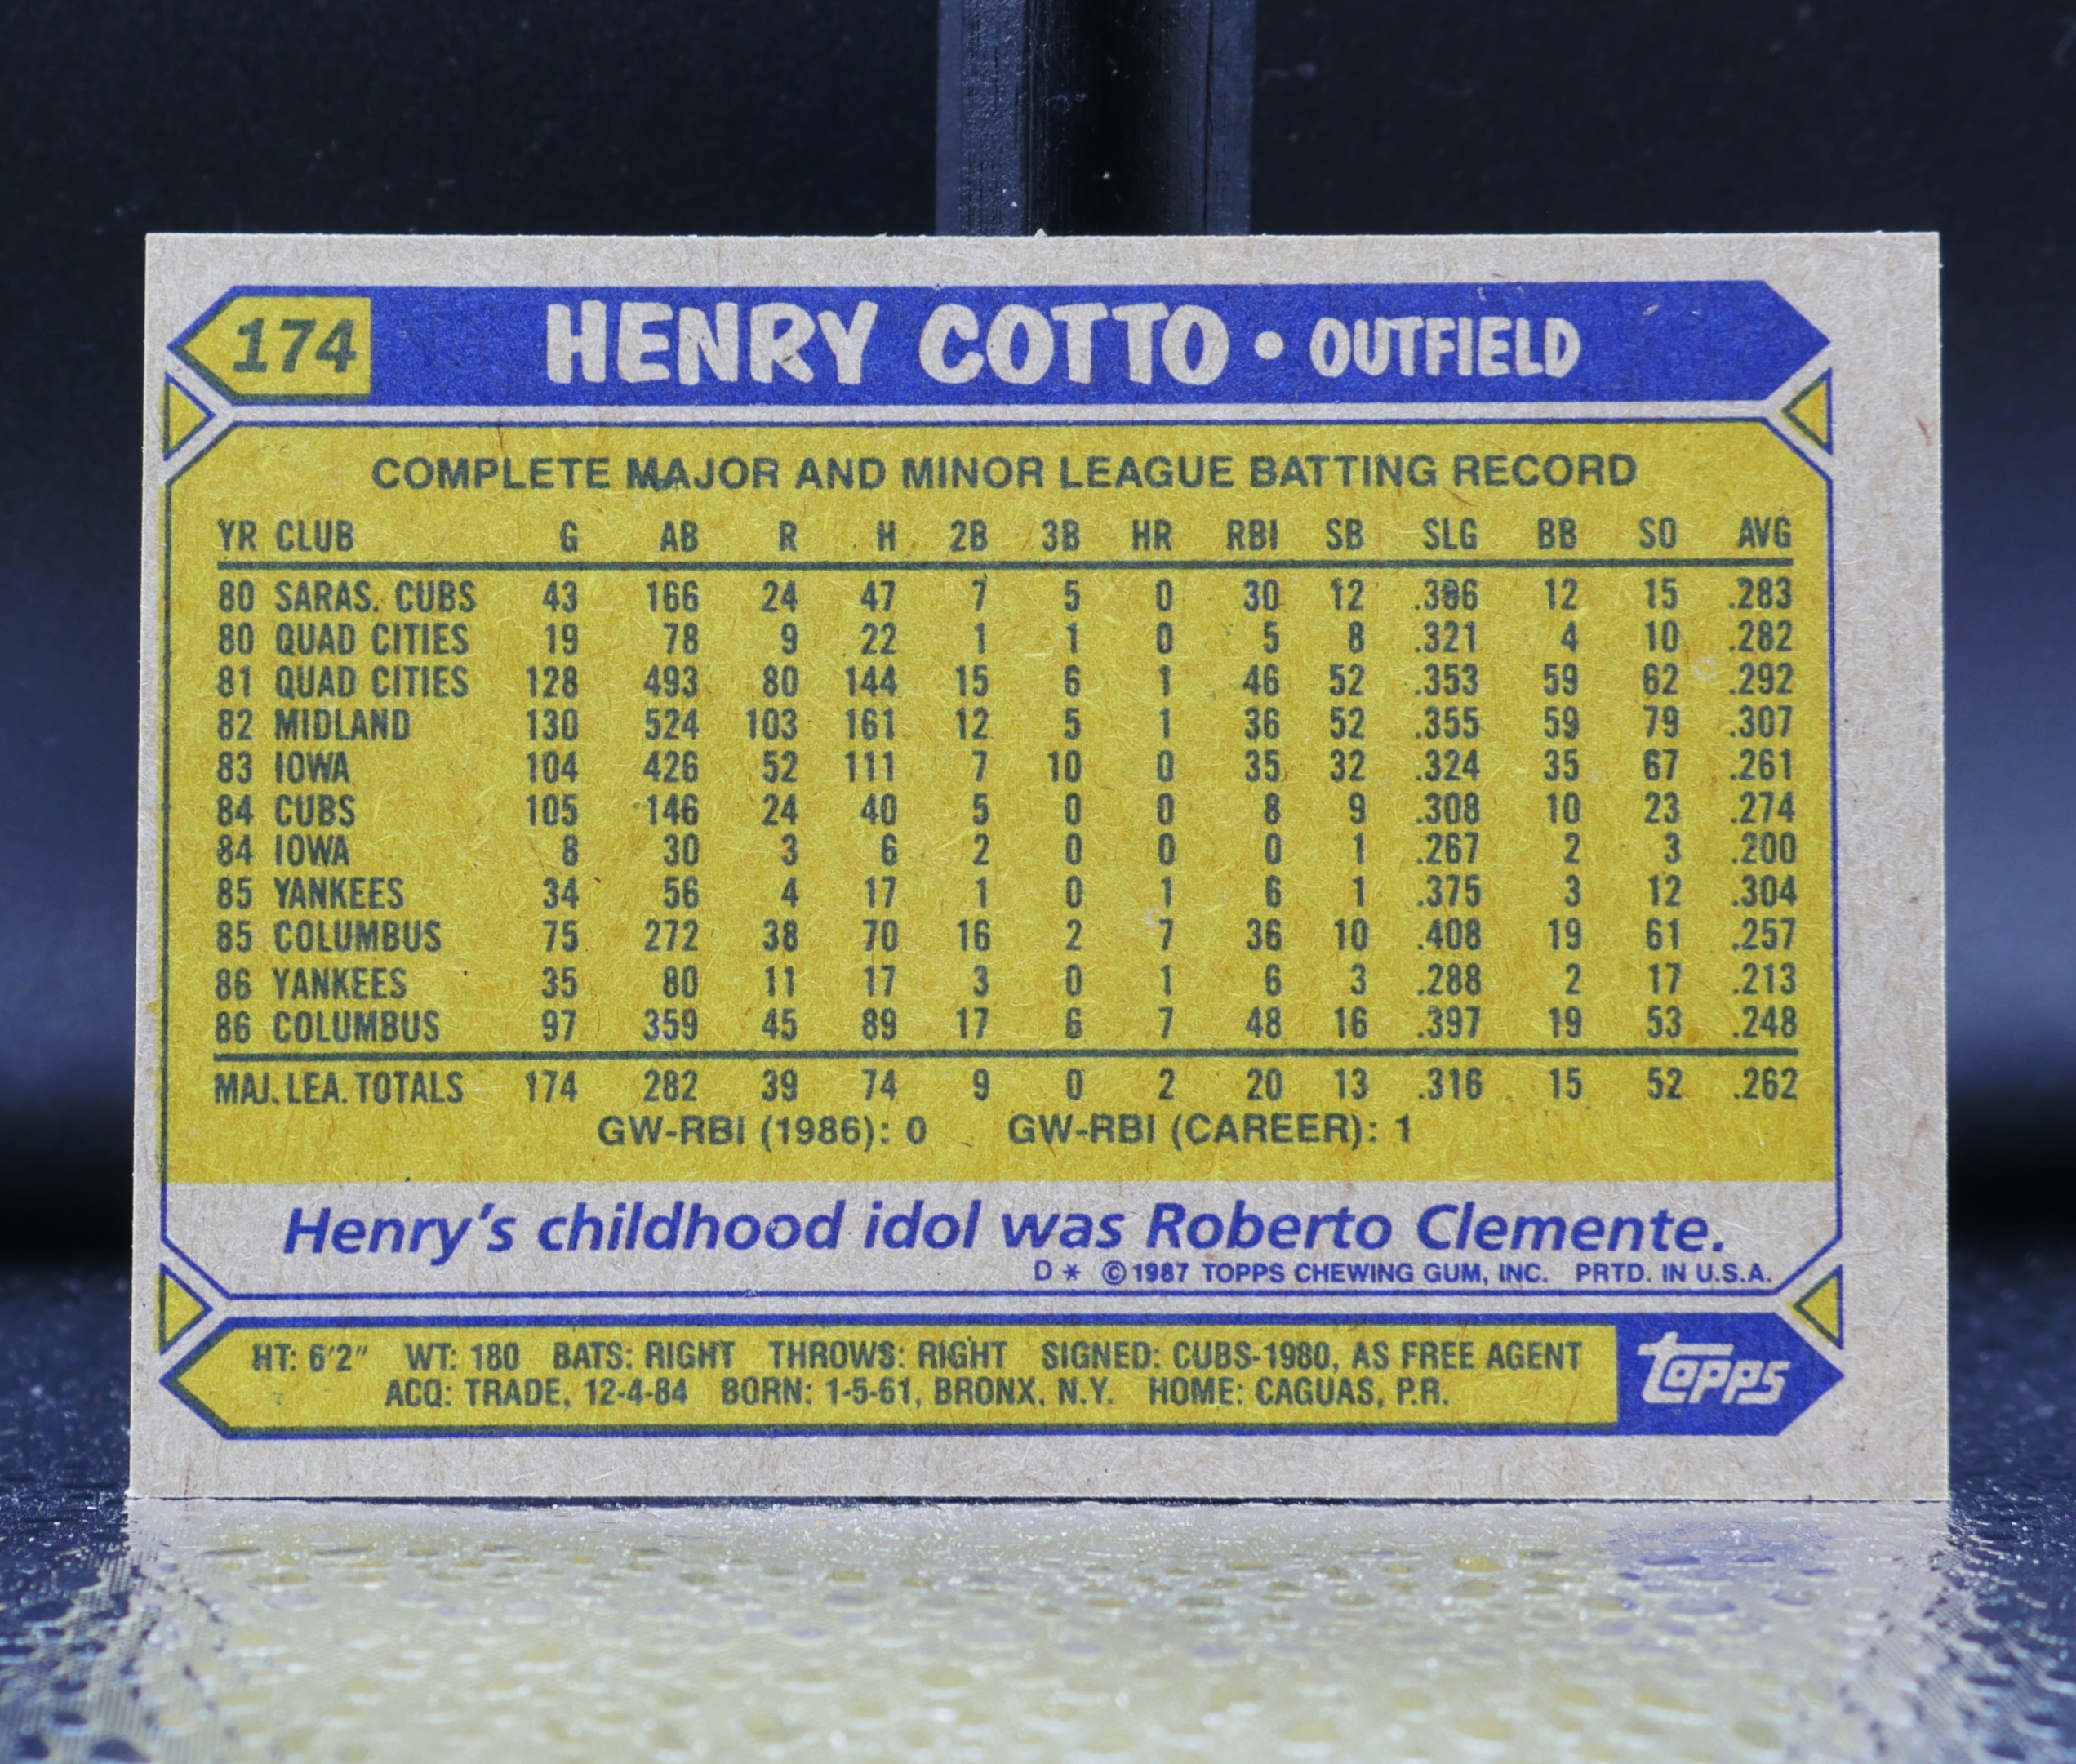 174 HENRY COTTO • OUTFIELD
COMPLETE MAJOR AND MINOR LEAGUE BATTING RECORD
YR CLUB G AB R H 2B 3B HR RBI SB SLG BB SO AVG
80 SARAS. CUBS 43 166 24 47 7 5 0 30 12 .386 12 15 .283
80 QUAD CITIES 19 78 9 22 1 1 0 5 8 .321 4 10 .282
81 QUAD CITIES 128 493 80 144 15 6 1 46 52 .353 59 62 .292
82 MIDLAND 130 524 103 161 12 5 1 36 52 .355 59 79 .307
83 IOWA 104 426 52 111 7 10 0 35 32 .324 35 67 .261
84 CUBS 105 146 24 40 5 0 0 8 9 .308 10 23 .274
84 IOWA 8 30 3 6 2 0 0 0 1 .267 2 3 .200
85 YANKEES 34 56 4 17 1 0 1 6 1 .375 3 12 .304
85 COLUMBUS 75 272 38 70 16 2 7 36 10 .408 19 61 .257
86 YANKEES 35 80 11 17 3 0 1 6 3 .288 2 17 .213
86 COLUMBUS 97 359 45 89 17 6 7 48 16 .397 19 53 .248
MAJ. LEA. TOTALS 174 282 39 74 9 0 2 20 13 .316 15 52 .262
GW-RBI (1986): 0 GW-RBI (CAREER): 1
Henry's childhood idol was Roberto Clemente.
D * © 1987 TOPPS CHEWING GUM, INC. PRTD. IN U.S.A.
HT: 6'2" WT: 180 BATS: RIGHT THROWS: RIGHT SIGNED: CUBS-1980, AS FREE AGENT
ACQ: TRADE, 12-4-84 BORN: 1-5-61, BRONX, N.Y. HOME: CAGUAS, P.R.
topps